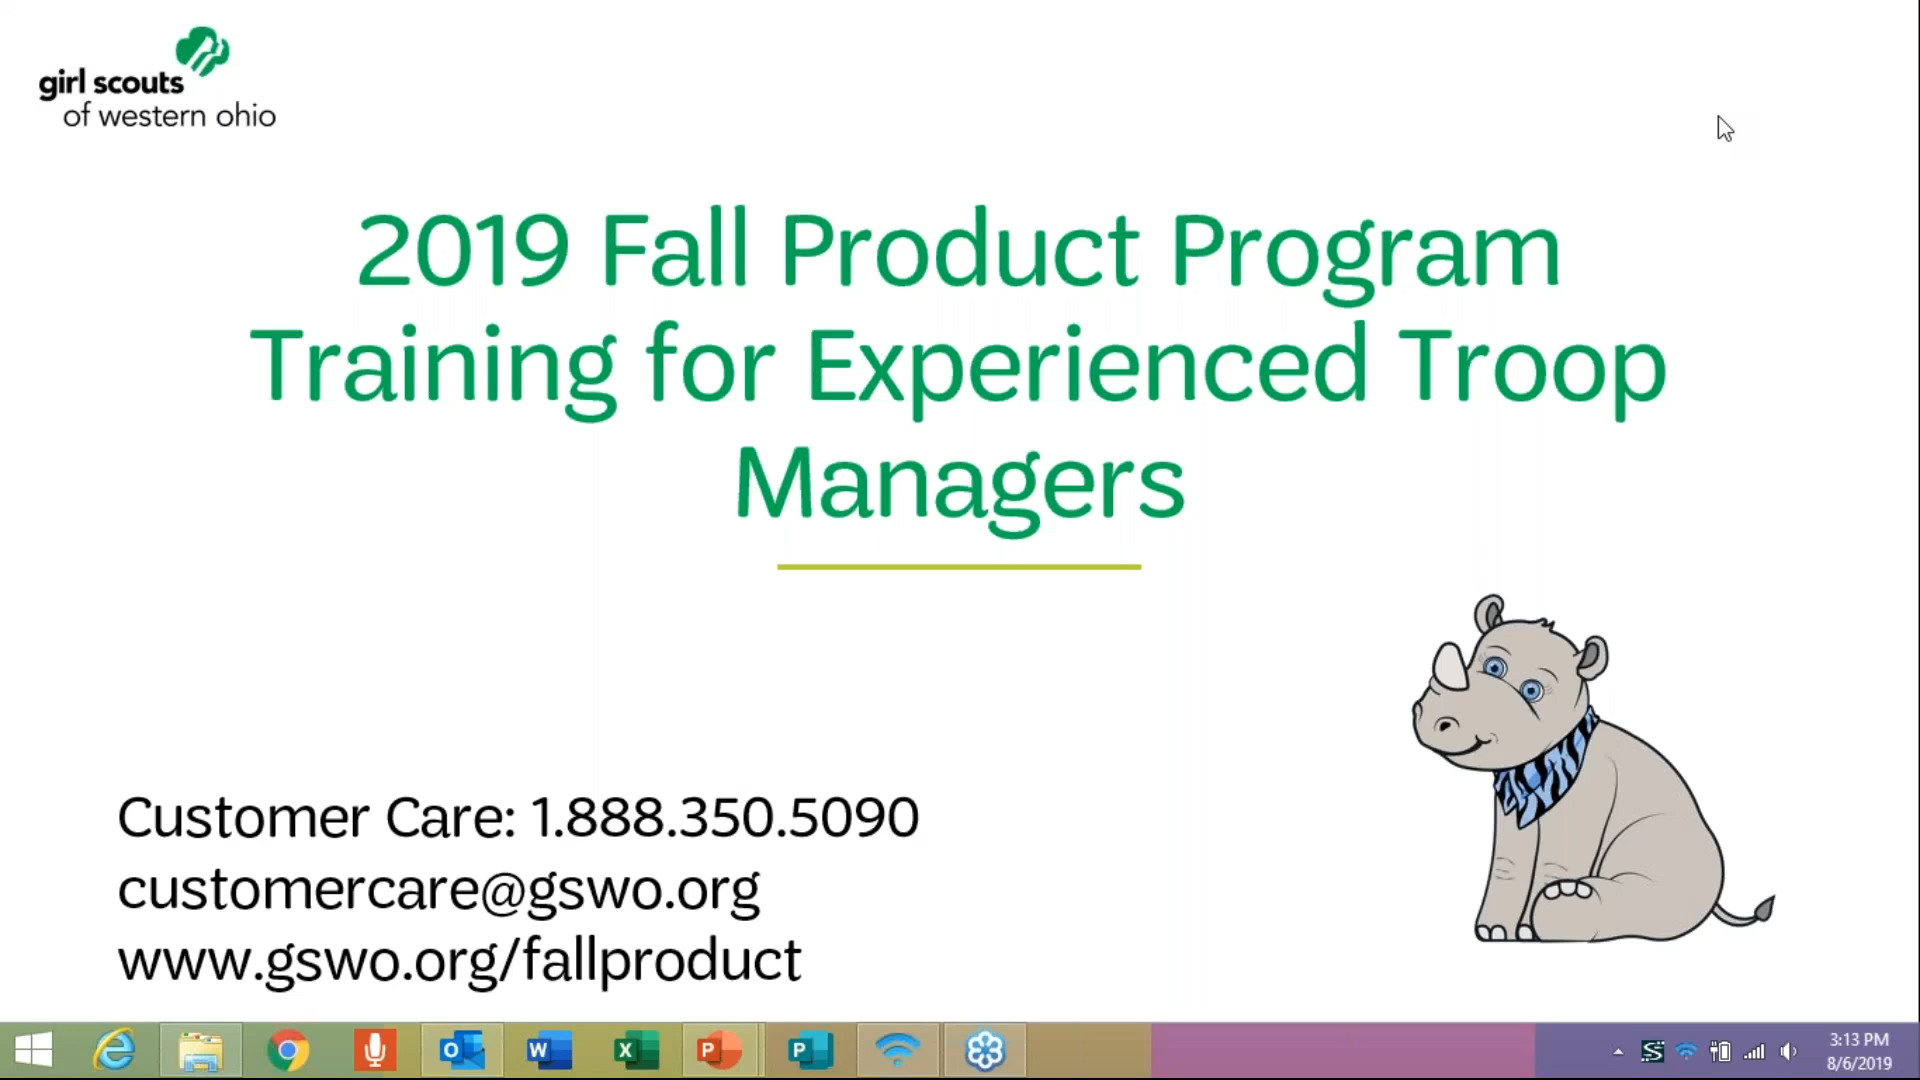 girl scouts
of western ohio
2019 Fall Product Program
Training for Experienced Troop
Managers
Customer Care: 1.888.350.5090
customercare@gswo.org
www.gswo.org/fallproduct
3:13 PM
8/6/2019